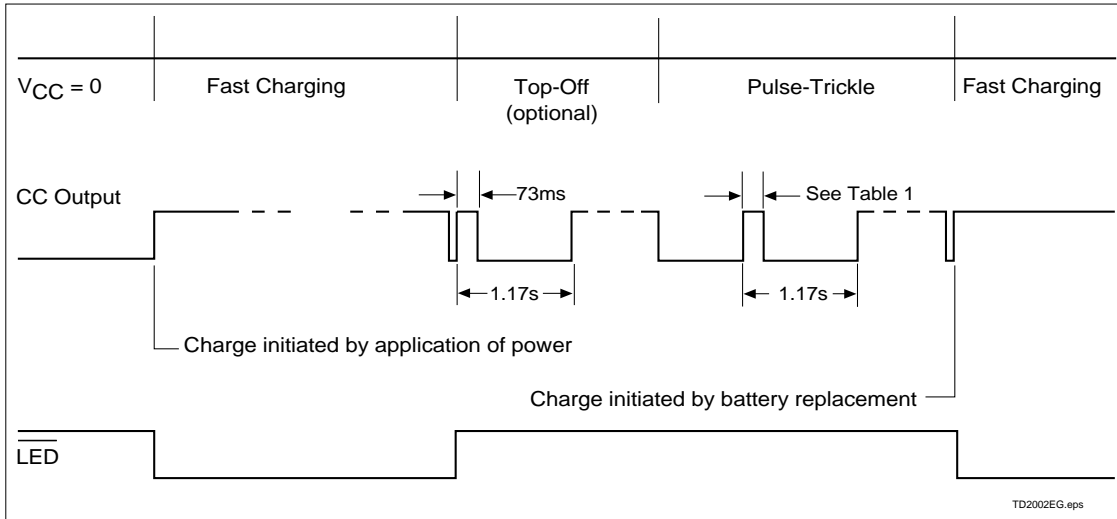 VCC = 0 Fast Charging Top-Off Pulse-Trickle Fast Charging
(optional)
CC Output 73ms See Table 1
1.17s 1.17s
Charge initiated by application of power
Charge initiated by battery replacement
LED
TD2002EG.eps